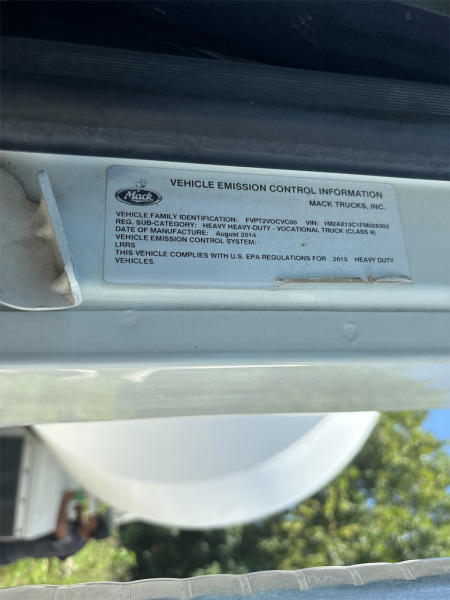 Mack
VEHICLE EMISSION CONTROL INFORMATION
MACK TRUCKS, INC.
VEHICLE FAMILY IDENTIFICATION: FVPT2VOCVC00 VIN: 1M2AX13C1FM028303
REG. SUB-CATEGORY: HEAVY HEAVY-DUTY - VOCATIONAL TRUCK (CLASS 8)
DATE OF MANUFACTURE: August 2014
VEHICLE EMISSION CONTROL SYSTEM:
LRRS
THIS VEHICLE COMPLIES WITH U.S. EPA REGULATIONS FOR 2015 HEAVY DUTY
VEHICLES.